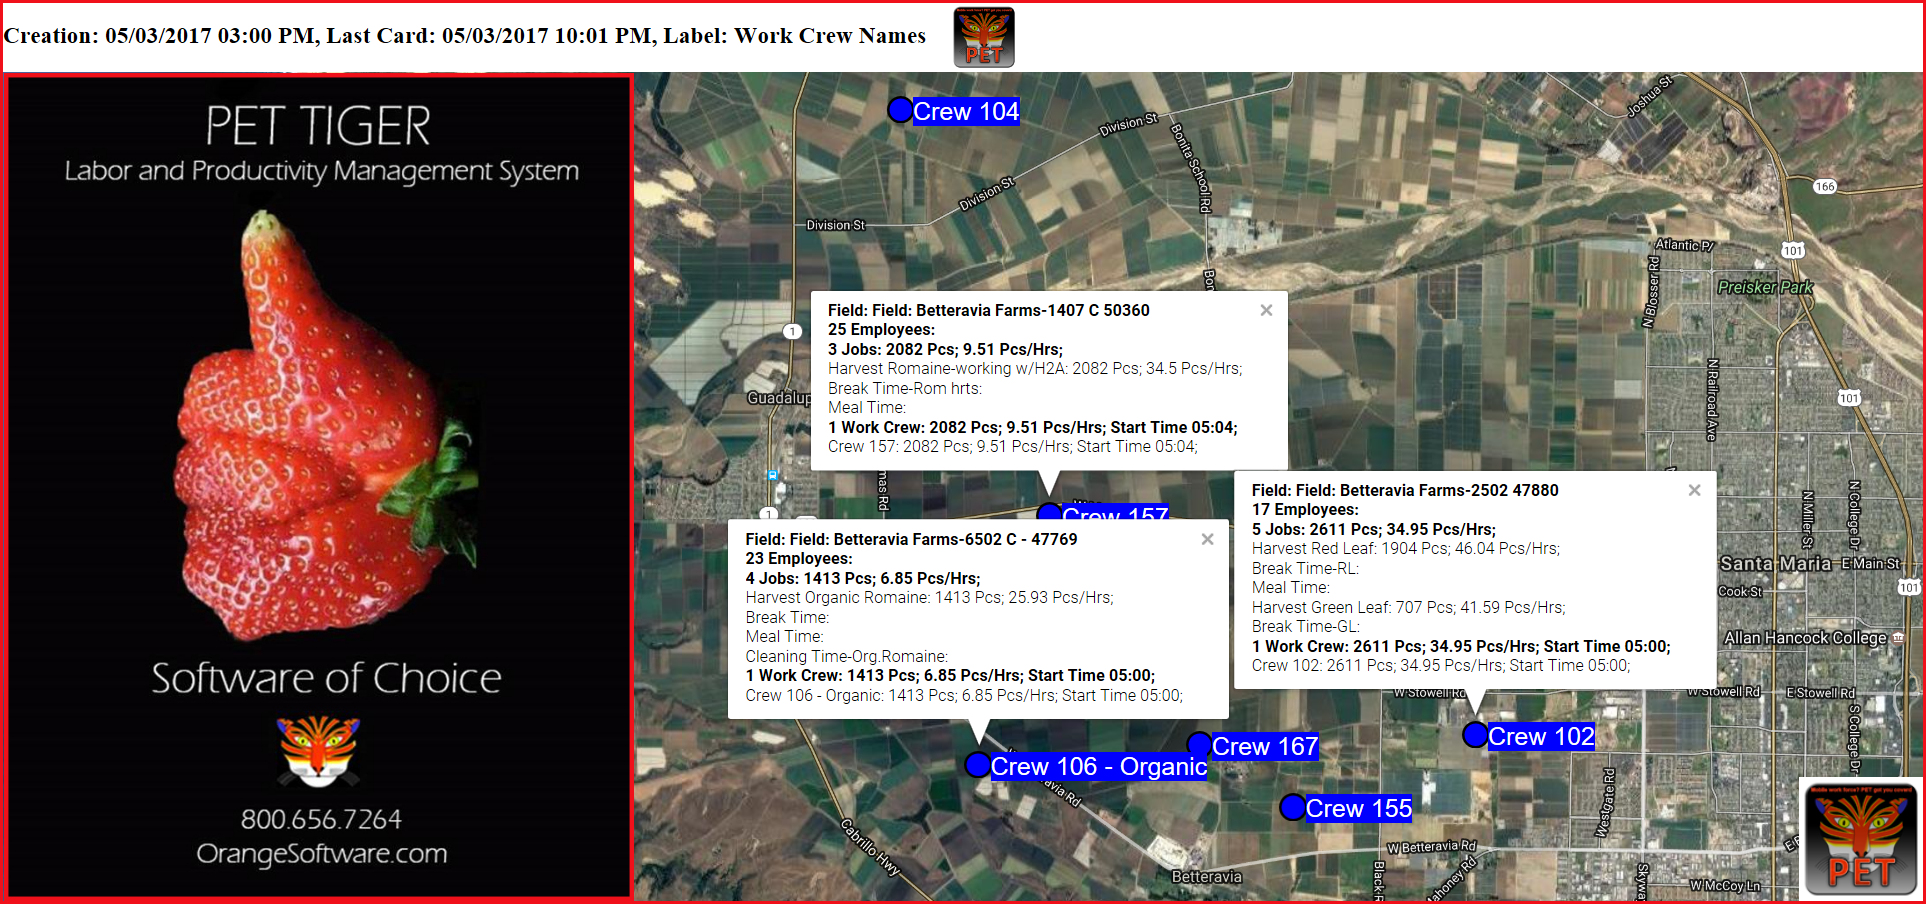 Creation: 05/03/2017 03:00 PM, Last Card: 05/03/2017 10:01 PM, Label: Work Crew Names
PET
PET TIGER
Labor and Productivity Management System
Software of Choice
800.656.7264
OrangeSoftware.com
Crew 104
Division St
Division St
Division St
Bonita School Rd
Joshua St
166
101
Atlantic Pl
Preisker Park
N Blosser Rd
Bon
1
Guadalup
101
N Railroad Ave
Field: Field: Betteravia Farms-1407 C 50360
25 Employees:
3 Jobs: 2082 Pcs; 9.51 Pcs/Hrs;
Harvest Romaine-working w/H2A: 2082 Pcs; 34.5 Pcs/Hrs;
Break Time-Rom hrts:
Meal Time:
1 Work Crew: 2082 Pcs; 9.51 Pcs/Hrs; Start Time 05:04;
Crew 157: 2082 Pcs; 9.51 Pcs/Hrs; Start Time 05:04;
mas Rd
1
Crew 157
Field: Field: Betteravia Farms-2502 47880
17 Employees:
5 Jobs: 2611 Pcs; 34.95 Pcs/Hrs;
Harvest Red Leaf: 1904 Pcs; 46.04 Pcs/Hrs;
Break Time-RL:
Meal Time:
Harvest Green Leaf: 707 Pcs; 41.59 Pcs/Hrs;
Break Time-GL:
1 Work Crew: 2611 Pcs; 34.95 Pcs/Hrs; Start Time 05:00;
Crew 102: 2611 Pcs; 34.95 Pcs/Hrs; Start Time 05:00;
Field: Field: Betteravia Farms-6502 C - 47769
23 Employees:
4 Jobs: 1413 Pcs; 6.85 Pcs/Hrs;
Harvest Organic Romaine: 1413 Pcs; 25.93 Pcs/Hrs;
Break Time:
Meal Time:
Cleaning Time-Org.Romaine:
1 Work Crew: 1413 Pcs; 6.85 Pcs/Hrs; Start Time 05:00;
Crew 106 - Organic: 1413 Pcs; 6.85 Pcs/Hrs; Start Time 05:00;
N Miller St
N College Dr
Santa Maria
E Main St
Cook St
101
Allan Hancock College
W Stowell Rd
W Stowell Rd
E Stowell Rd
S College Dr
Crew 102
Crew 167
Crew 106 - Organic
avia Rd
Crew 155
Westgate Rd
Cabrillo Hwy
W Betteravia Rd
Betteravia
Black R
ahoney Rd
Skywa
W McCoy Ln
E
Mobile work force? PET got you covered
PET